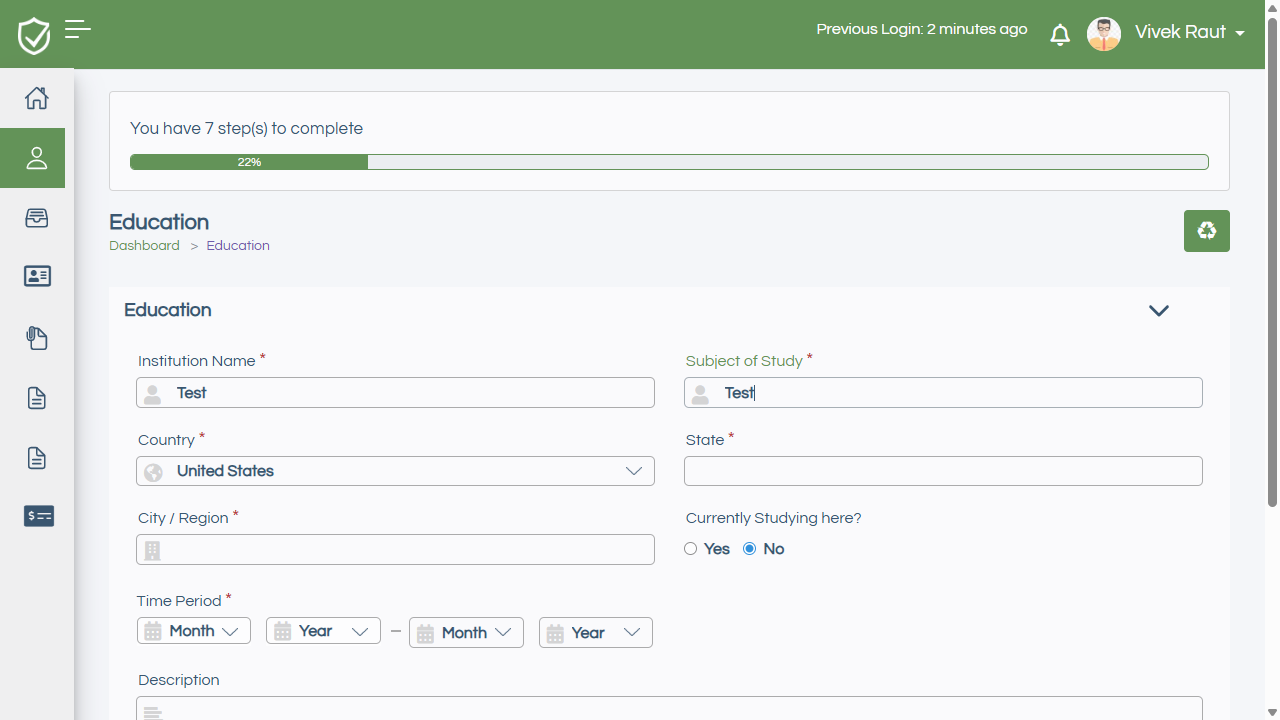 Previous Login: 2 minutes ago
Vivek Raut
You have 7 step(s) to complete
22%
Education
Dashboard > Education
Education
Institution Name * Subject of Study *
Test Test
Country * State *
United States
City / Region * Currently Studying here?
Yes No
Time Period *
Month Year – Month Year
Description